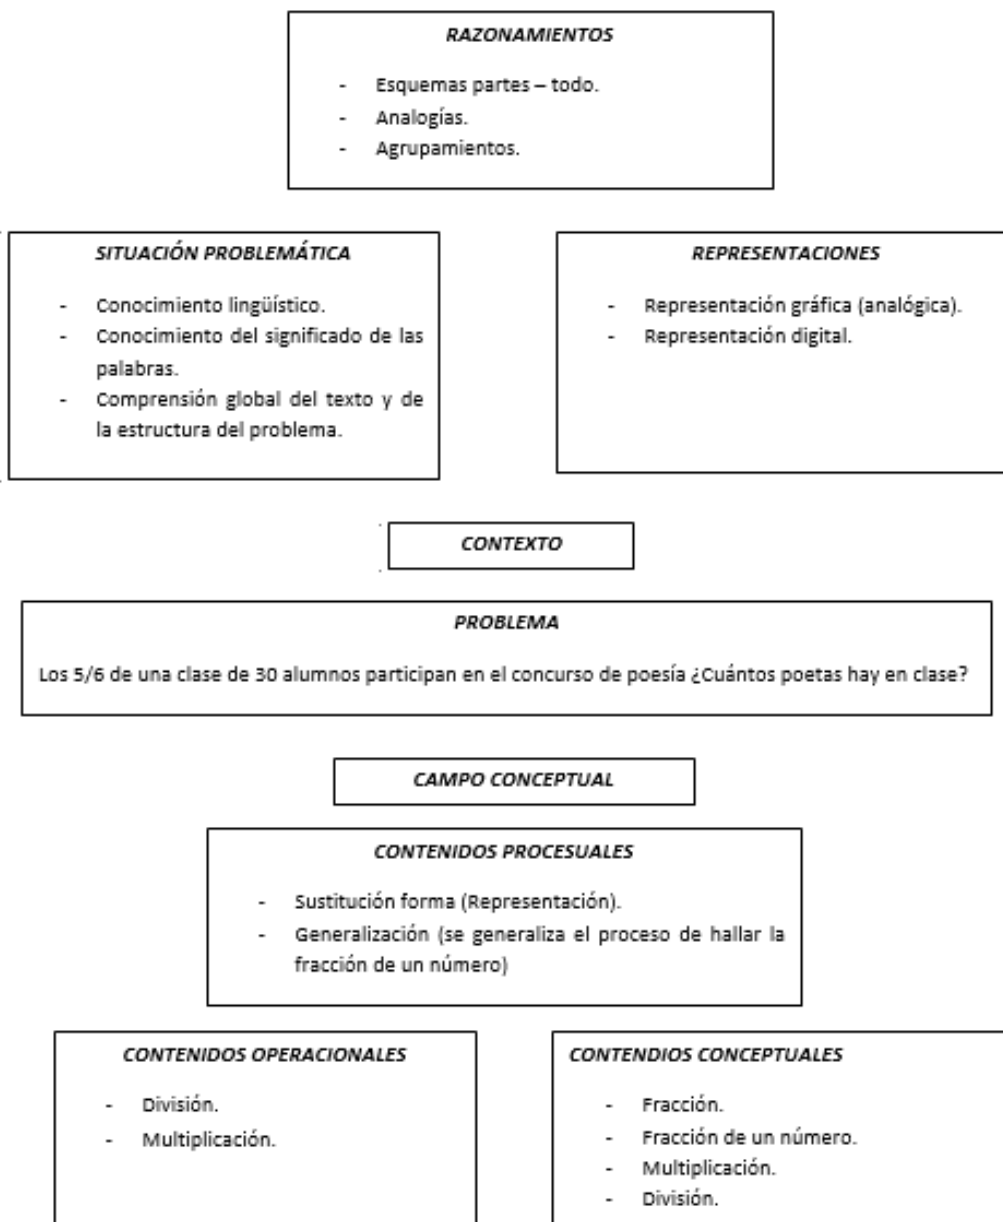 RAZONAMIENTOS
- Esquemas partes – todo.
- Analogías.
- Agrupamientos.
SITUACIÓN PROBLEMÁTICA
- Conocimiento lingüístico.
- Conocimiento del significado de las
palabras.
- Comprensión global del texto y de
la estructura del problema.
REPRESENTACIONES
- Representación gráfica (analógica).
- Representación digital.
CONTEXTO
PROBLEMA
Los 5/6 de una clase de 30 alumnos participan en el concurso de poesía ¿Cuántos poetas hay en clase?
CAMPO CONCEPTUAL
CONTENIDOS PROCESUALES
- Sustitución forma (Representación).
- Generalización (se generaliza el proceso de hallar la
fracción de un número)
CONTENIDOS OPERACIONALES
- División.
- Multiplicación.
CONTENDIOS CONCEPTUALES
- Fracción.
- Fracción de un número.
- Multiplicación.
- División.